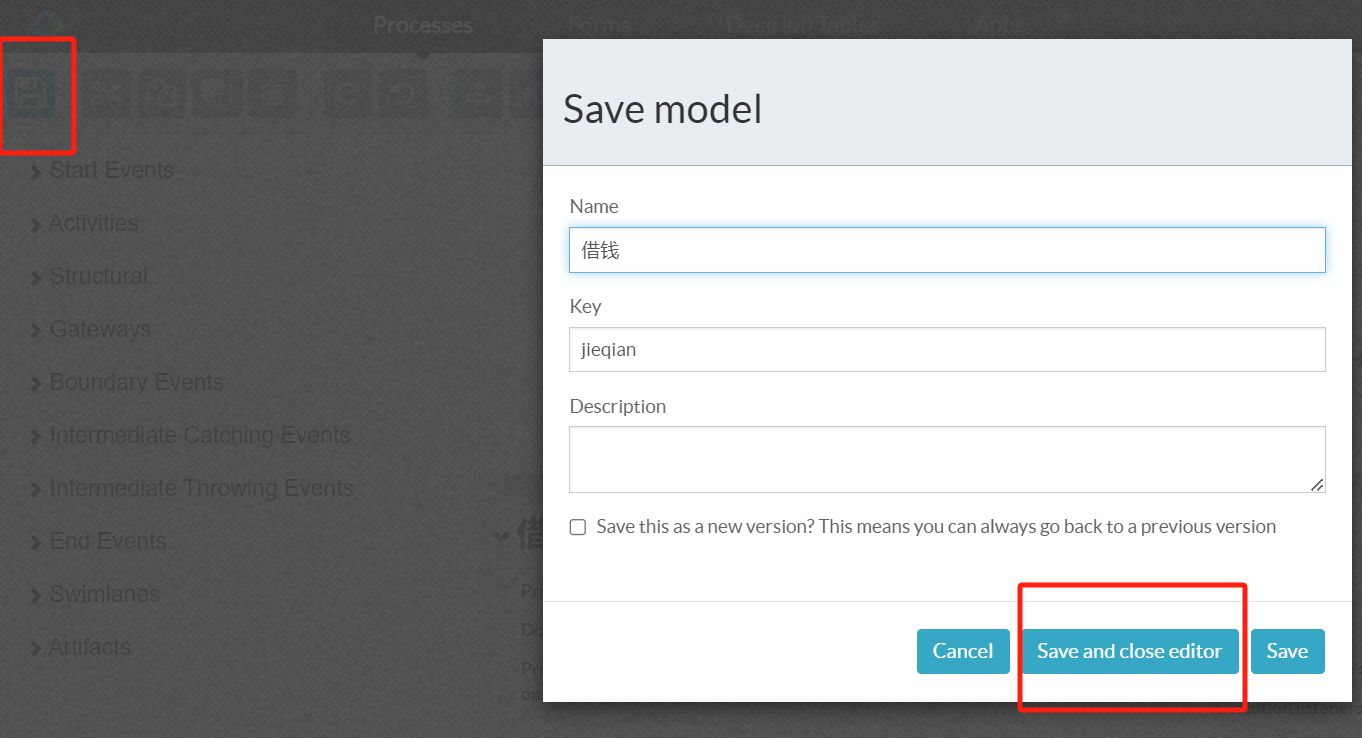 Processes
Forms
Decision Tables
Apps
Save model
Start Events
Activities
Structural
Gateways
Boundary Events
Intermediate Catching Events
Intermediate Throwing Events
End Events
Swimlanes
Artifacts
Name
借钱
Key
jieqian
Description
Save this as a new version? This means you can always go back to a previous version
借
Cancel
Save and close editor
Save